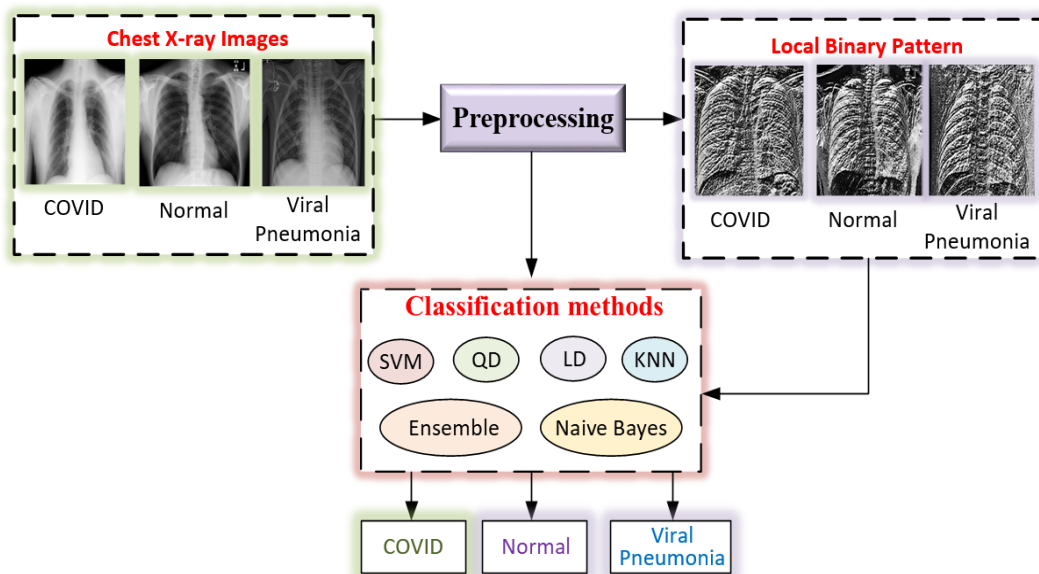 Chest X-ray Images
COVID
Normal
Viral
Pneumonia
Preprocessing
Local Binary Pattern
COVID
Normal
Viral
Pneumonia
Classification methods
SVM
QD
LD
KNN
Ensemble
Naive Bayes
COVID
Normal
Viral
Pneumonia